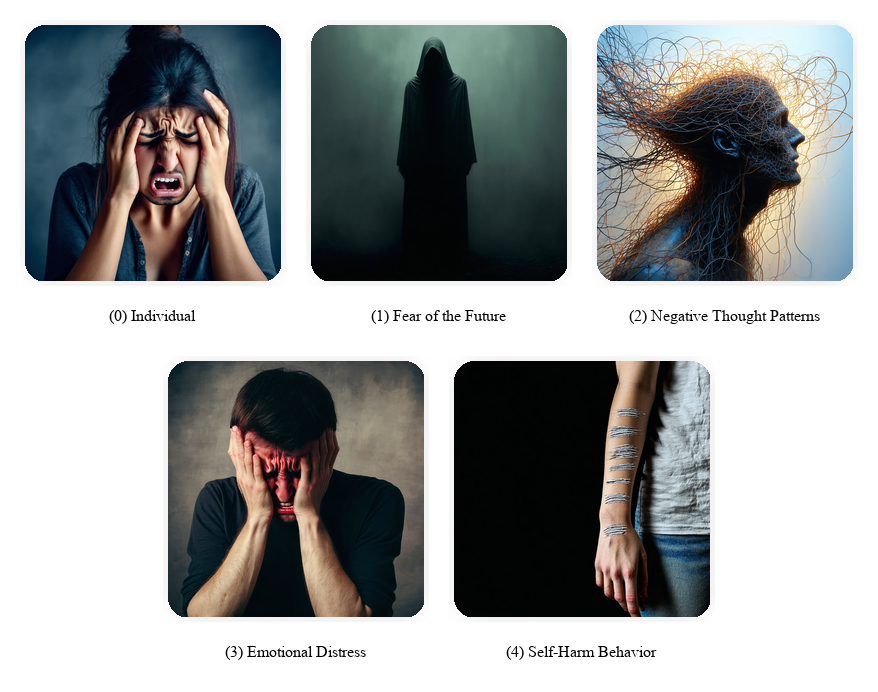 (0) Individual
(1) Fear of the Future
(2) Negative Thought Patterns
(3) Emotional Distress
(4) Self-Harm Behavior